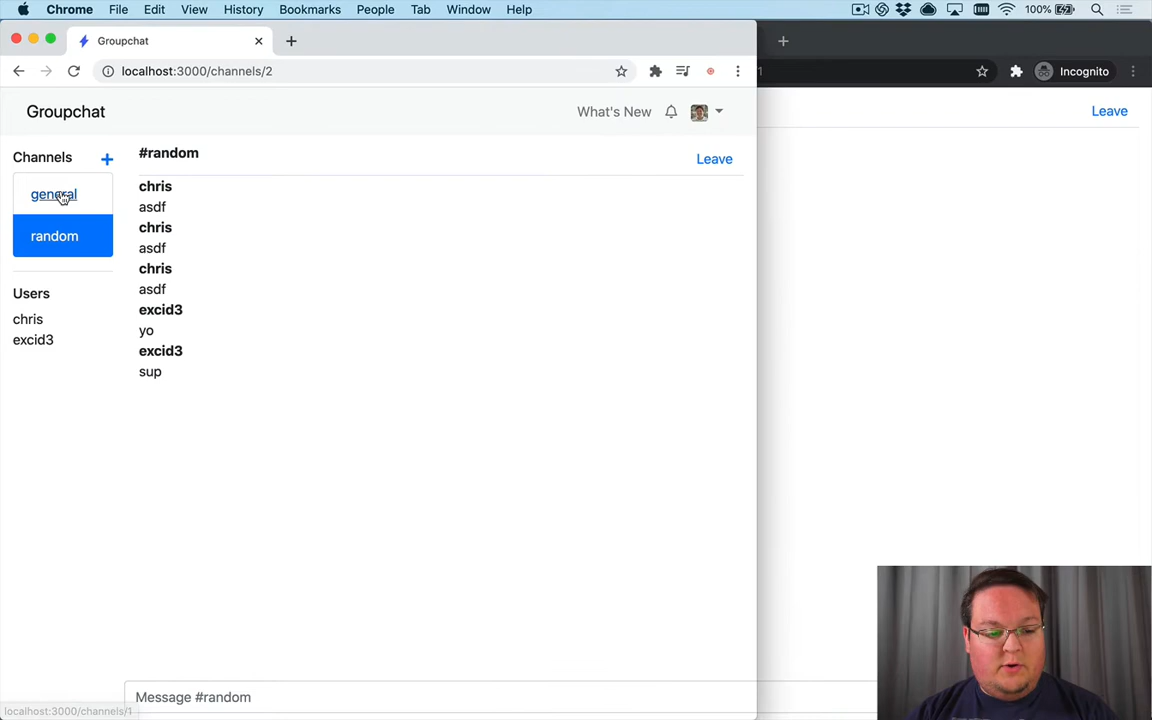 Chrome File Edit View History Bookmarks People Tab Window Help 100%
Groupchat
localhost:3000/channels/2
1 Incognito
Groupchat What's New
Leave
Channels
general
random
Users
chris
excid3
#random
Leave
chris
asdf
chris
asdf
chris
asdf
excid3
yo
excid3
sup
Message #random
localhost:3000/channels/1